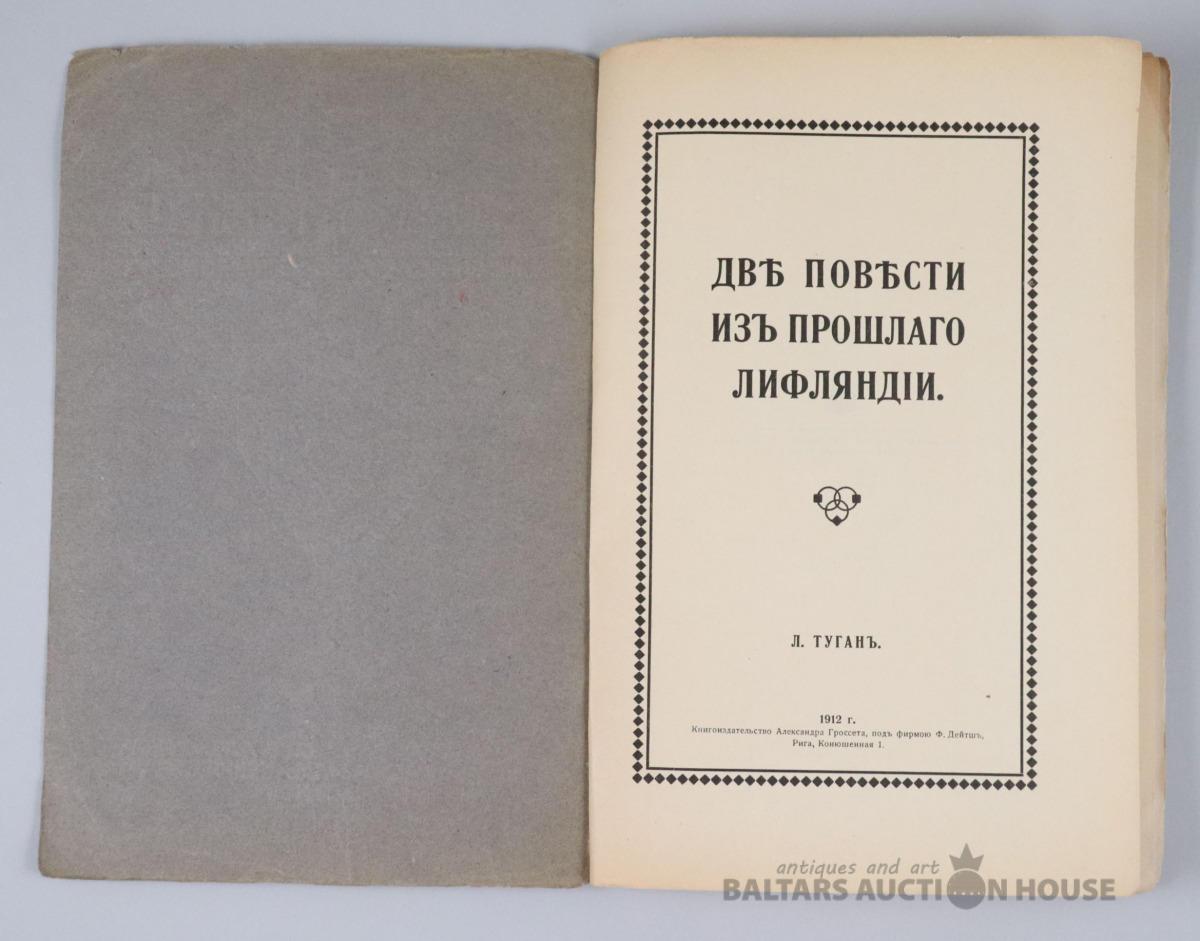 ДВѢ ПОВѢСТИ
ИЗЪ ПРОШЛАГО
ЛИФЛЯНДІИ.
Л. ТУГАНЪ.
1912 г.
Книгоиздательство Александра Гроссета, подъ фирмою Ф. Дейтшъ,
Рига, Конюшенная 1.
antiques and art
BALTARS AUCTION HOUSE